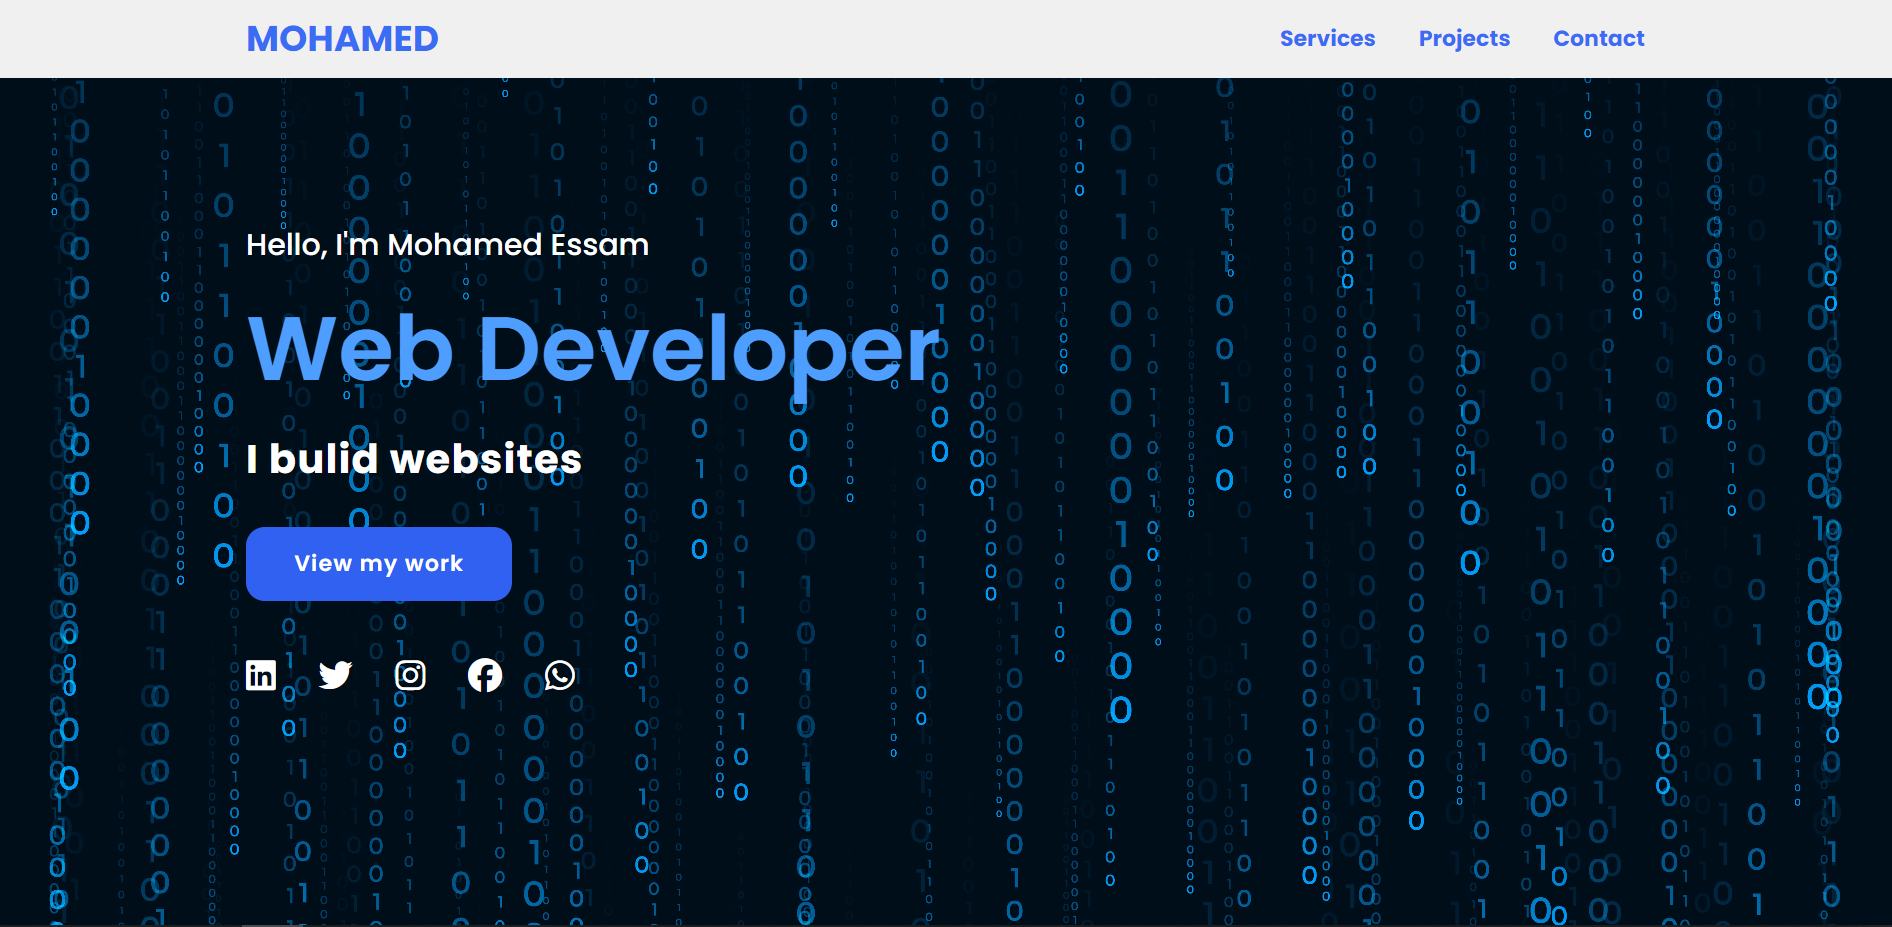 MOHAMED
Services Projects Contact
Hello, I'm Mohamed Essam
Web Developer
I bulid websites
View my work